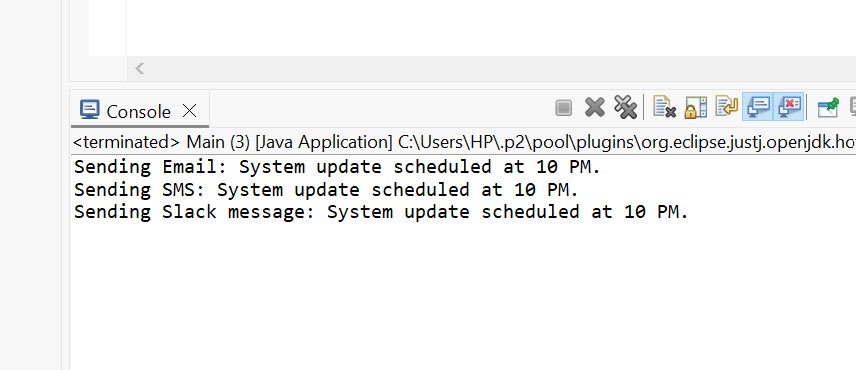 Console
<terminated> Main (3) [Java Application] C:\Users\HP\.p2\pool\plugins\org.eclipse.justj.openjdk.ho
Sending Email: System update scheduled at 10 PM.
Sending SMS: System update scheduled at 10 PM.
Sending Slack message: System update scheduled at 10 PM.